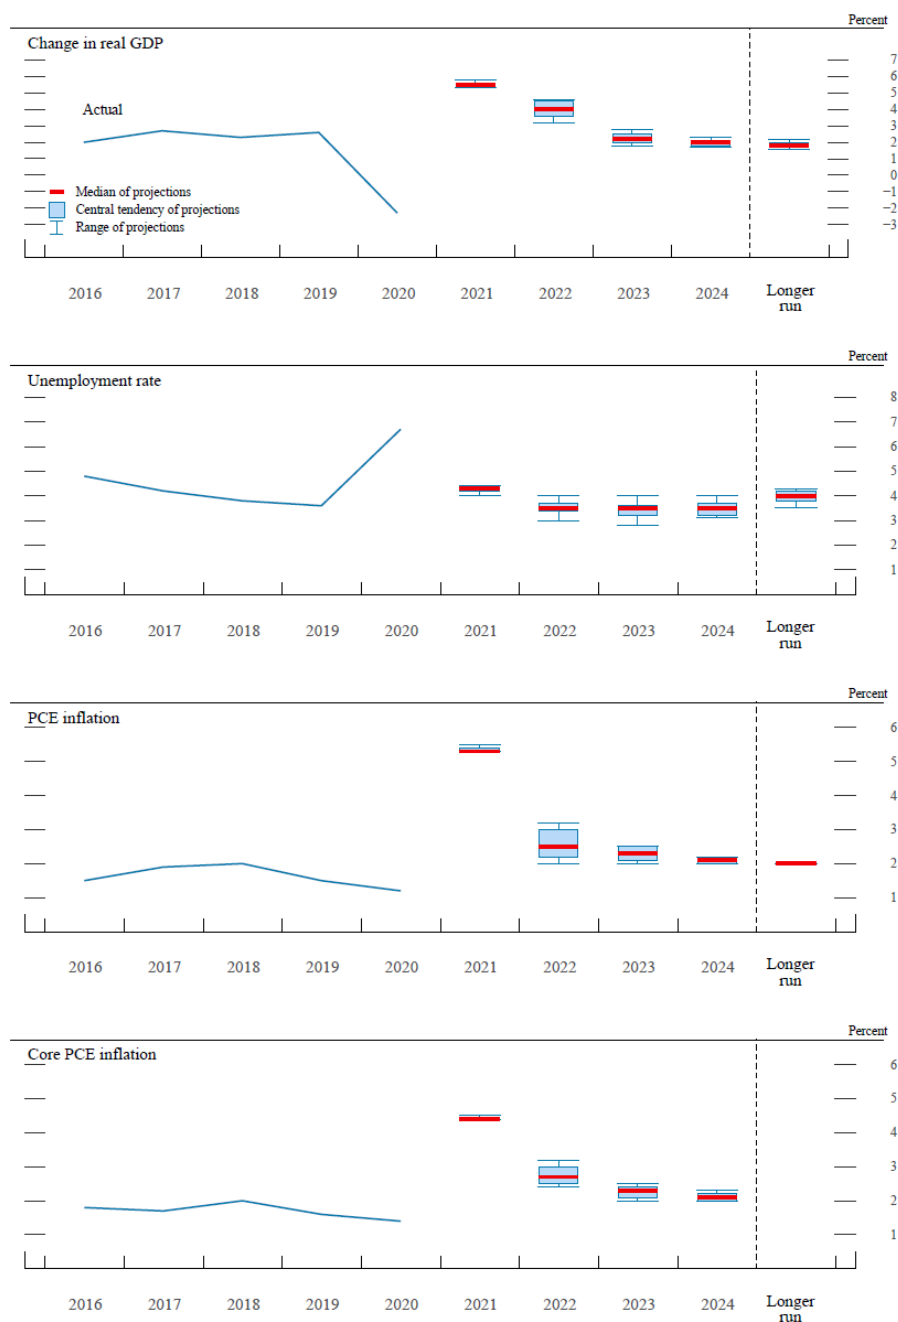 Percent
Change in real GDP
7
6
5
4
3
2
1
0
−1
−2
−3
Actual
Median of projections
Central tendency of projections
Range of projections
2016 2017 2018 2019 2020 2021 2022 2023 2024 Longer run
Percent
Unemployment rate
8
7
6
5
4
3
2
1
2016 2017 2018 2019 2020 2021 2022 2023 2024 Longer run
Percent
PCE inflation
6
5
4
3
2
1
2016 2017 2018 2019 2020 2021 2022 2023 2024 Longer run
Percent
Core PCE inflation
6
5
4
3
2
1
2016 2017 2018 2019 2020 2021 2022 2023 2024 Longer run